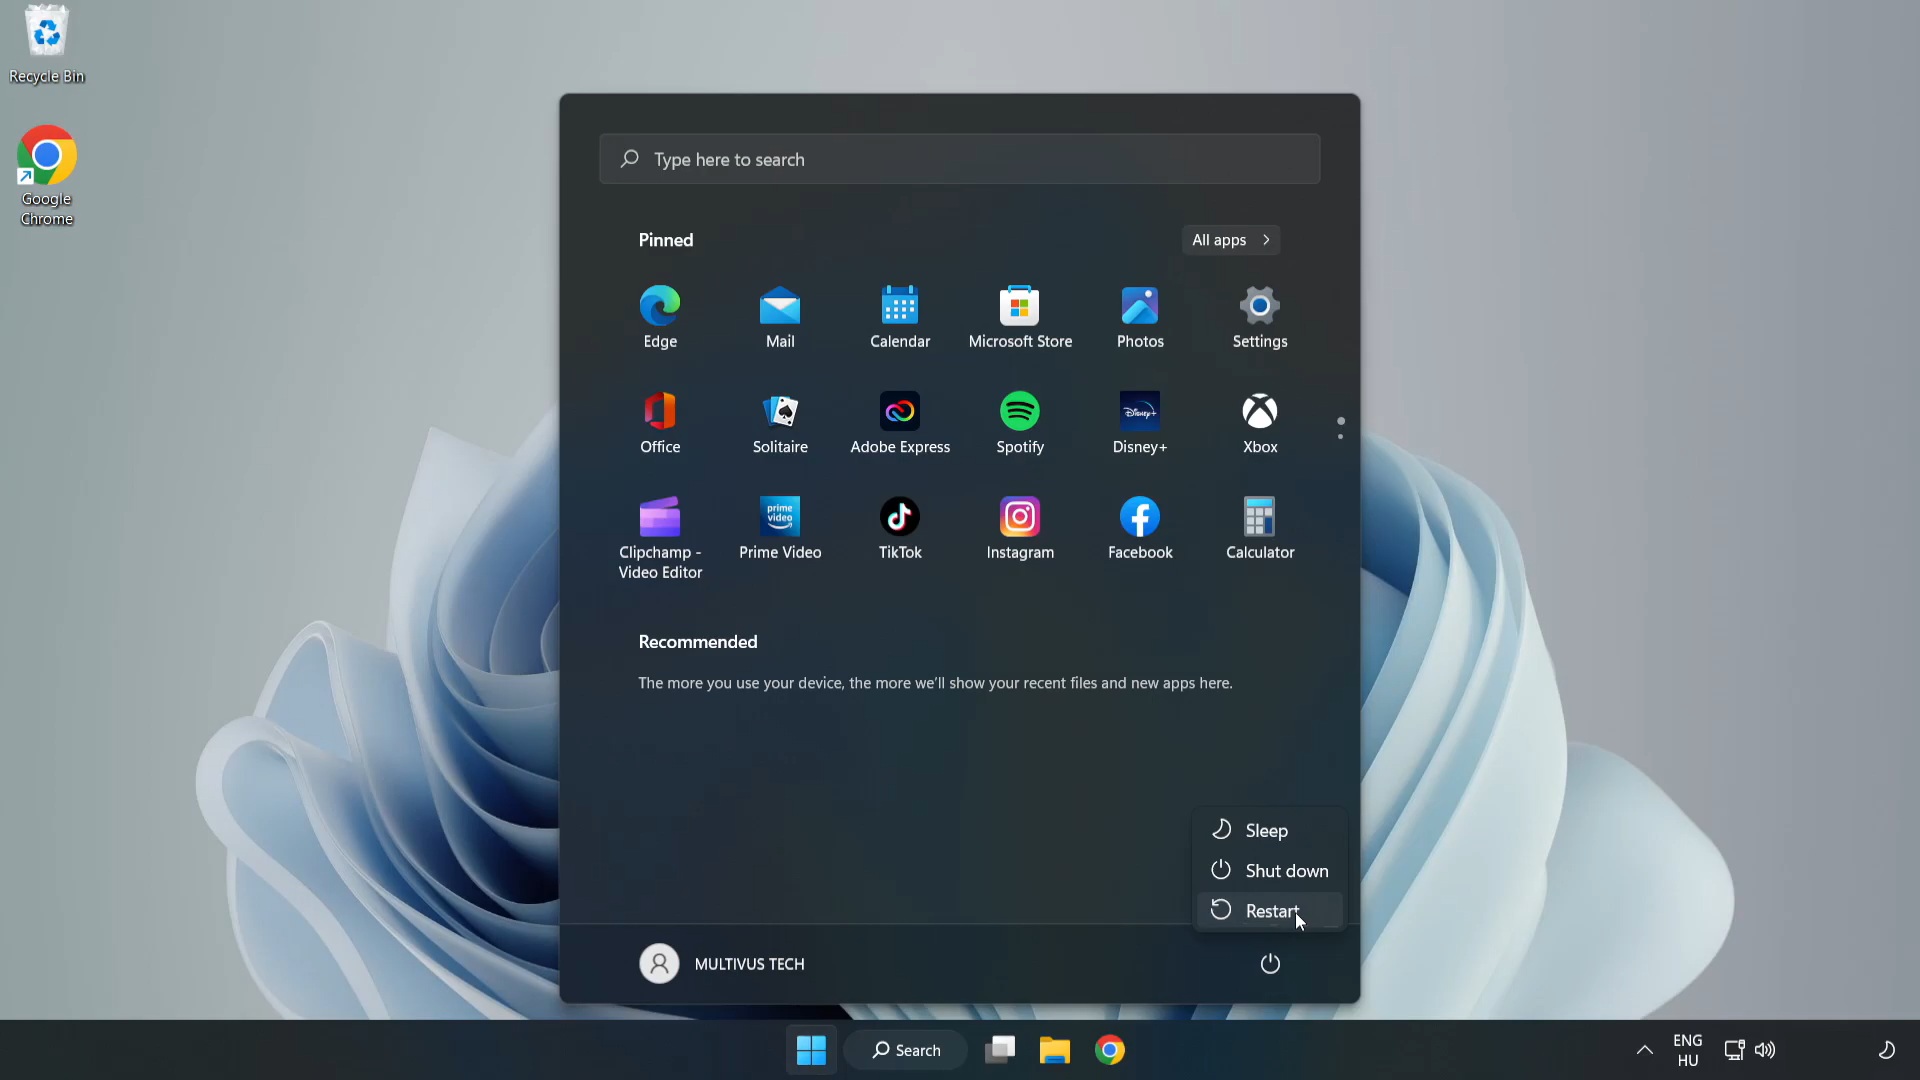 Recycle Bin
Google
Chrome
Type here to search
Pinned
All apps
Edge
Mail
Calendar
Microsoft Store
Photos
Settings
Office
Solitaire
Adobe Express
Spotify
Disney+
Xbox
Disney+
prime
video
Clipchamp -
Video Editor
Prime Video
TikTok
Instagram
Facebook
Calculator
Recommended
The more you use your device, the more we'll show your recent files and new apps here.
Sleep
Shut down
Restart
MULTIVUS TECH
Search
ENG
HU